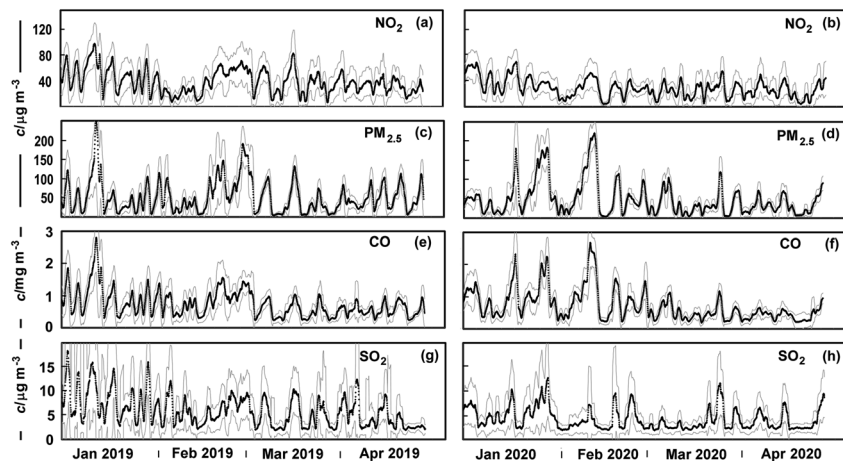 NO2 (a)
NO2 (b)
120
80
40
c/μg m⁻³
PM2.5 (c)
PM2.5 (d)
200
150
100
50
0
CO (e)
CO (f)
3
2
1
0
c/mg m⁻³
SO2 (g)
SO2 (h)
15
10
5
0
c/μg m⁻³
Jan 2019 Feb 2019 Mar 2019 Apr 2019
Jan 2020 Feb 2020 Mar 2020 Apr 2020